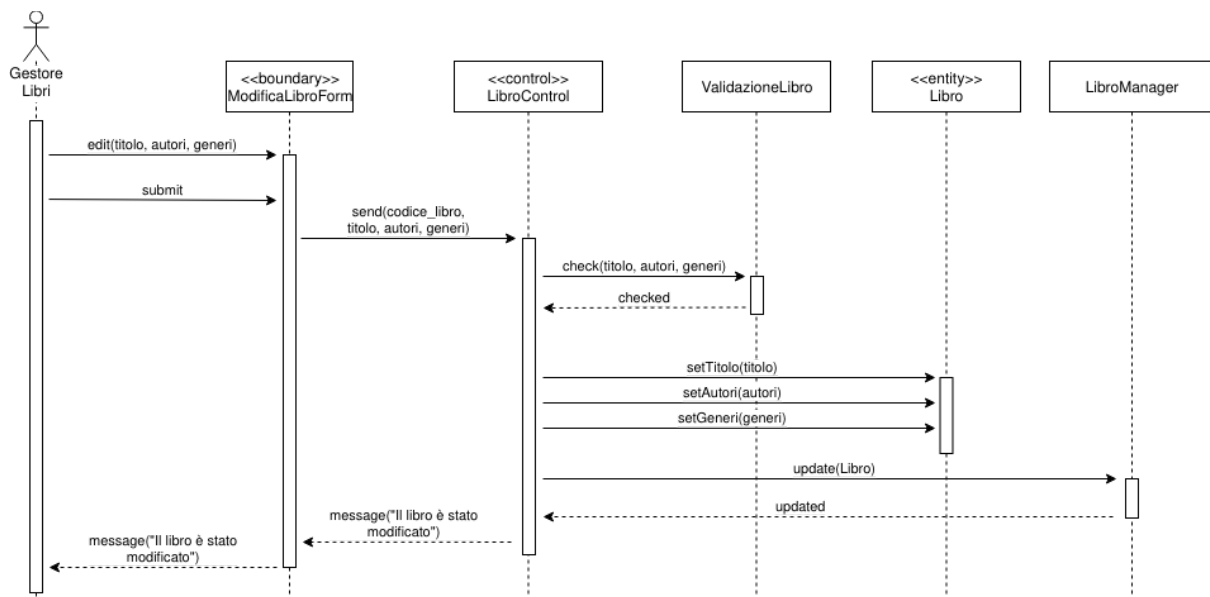 Gestore
Libri
<<boundary>>
ModificaLibroForm
<<control>>
LibroControl
ValidazioneLibro
<<entity>>
Libro
LibroManager
edit(titolo, autori, generi)
submit
send(codice_libro,
titolo, autori, generi)
check(titolo, autori, generi)
checked
setTitolo(titolo)
setAutori(autori)
setGeneri(generi)
update(Libro)
updated
message("Il libro è stato
modificato")
message("Il libro è stato
modificato")